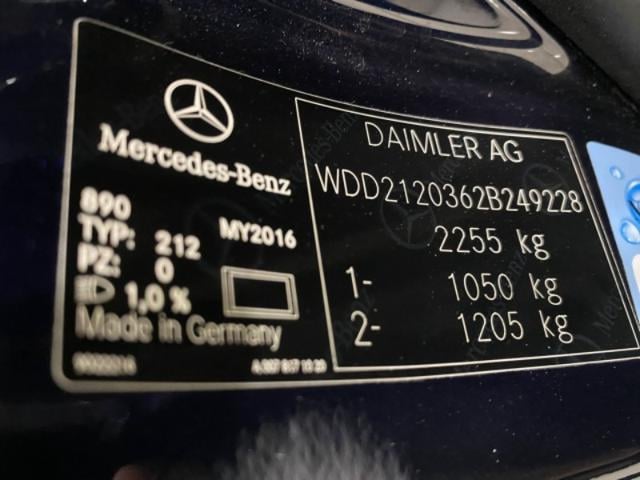 Mercedes-Benz
890
TYP: 212 MY2016
PZ: 0
1,0 %
Made in Germany
DAIMLER AG
WDD2120362B249228
2255 kg
1- 1050 kg
2- 1205 kg